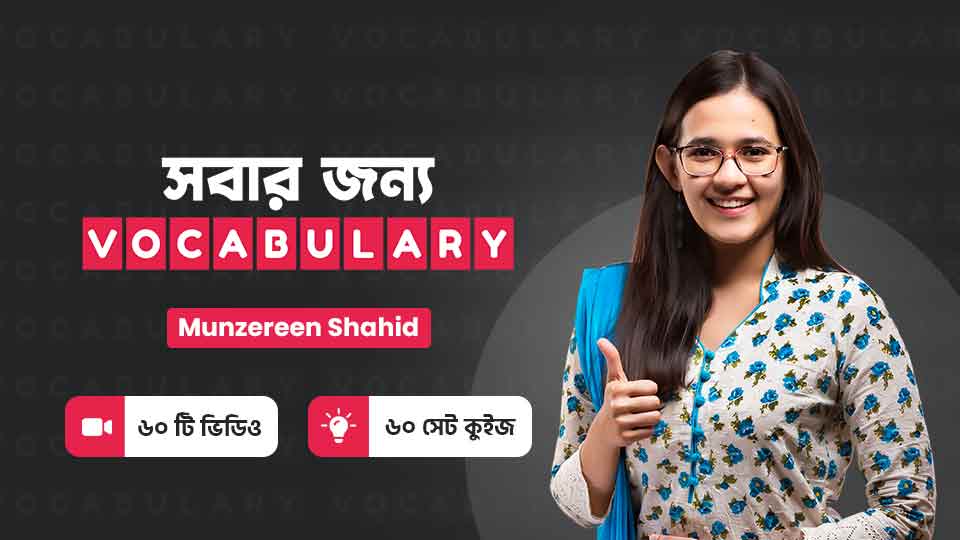 সবার জন্য
VOCABULARY
Munzereen Shahid
৬০ টি ভিডিও
৬০ সেট কুইজ